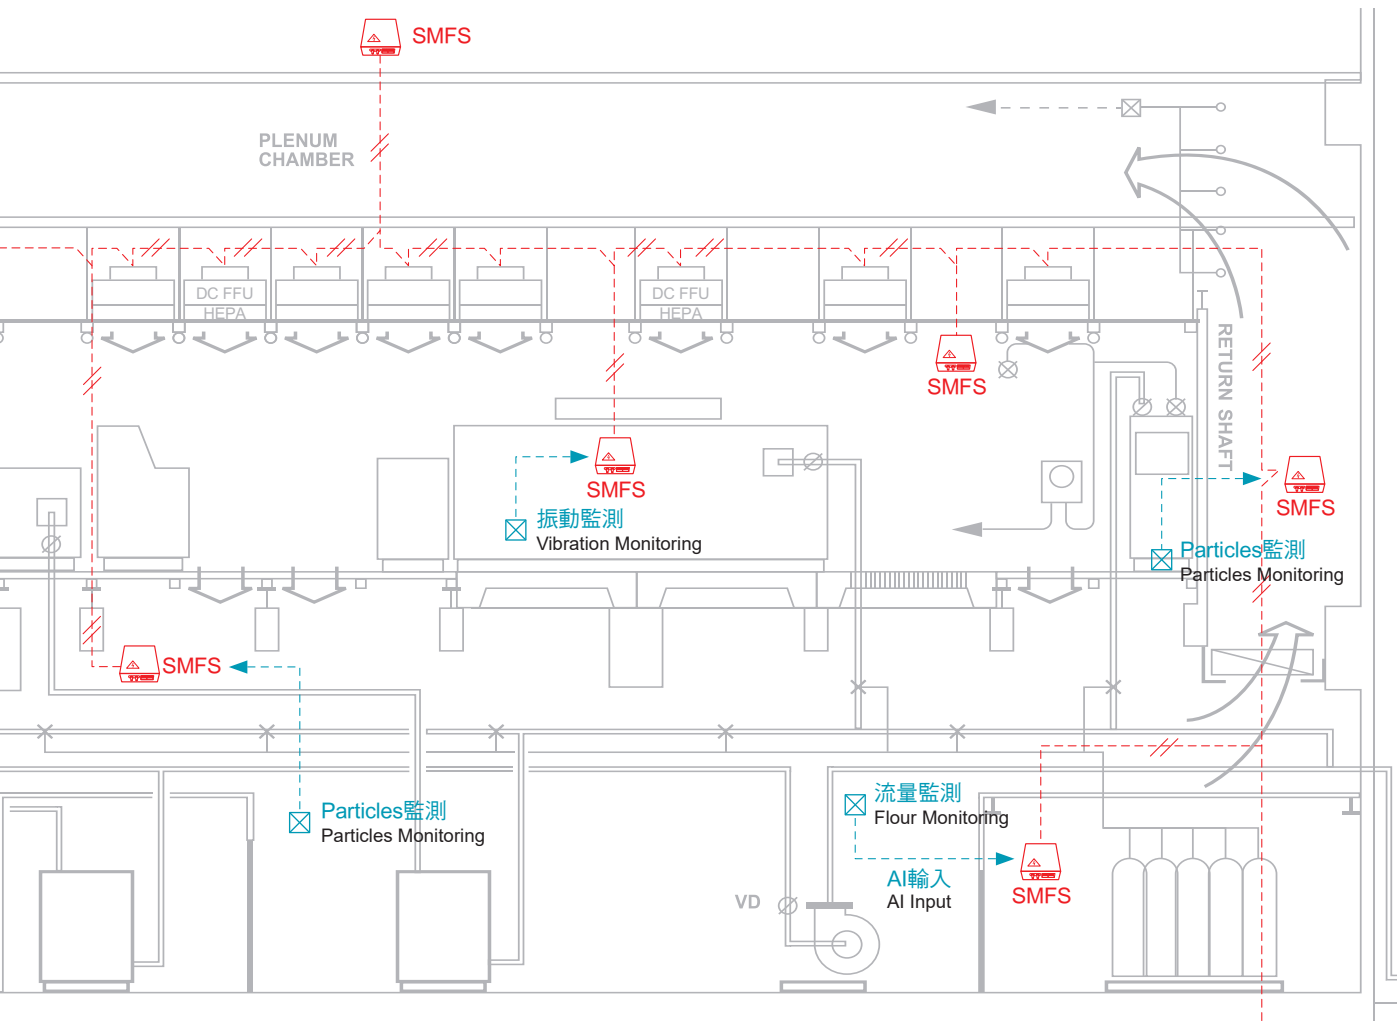 SMFS
PLENUM
CHAMBER
DC FFU
HEPA
DC FFU
HEPA
RETURN SHAFT
SMFS
SMFS
SMFS
振動監測
Vibration Monitoring
Particles監測
Particles Monitoring
SMFS
Particles監測
Particles Monitoring
流量監測
Flour Monitoring
AI輸入
AI Input
SMFS
VD